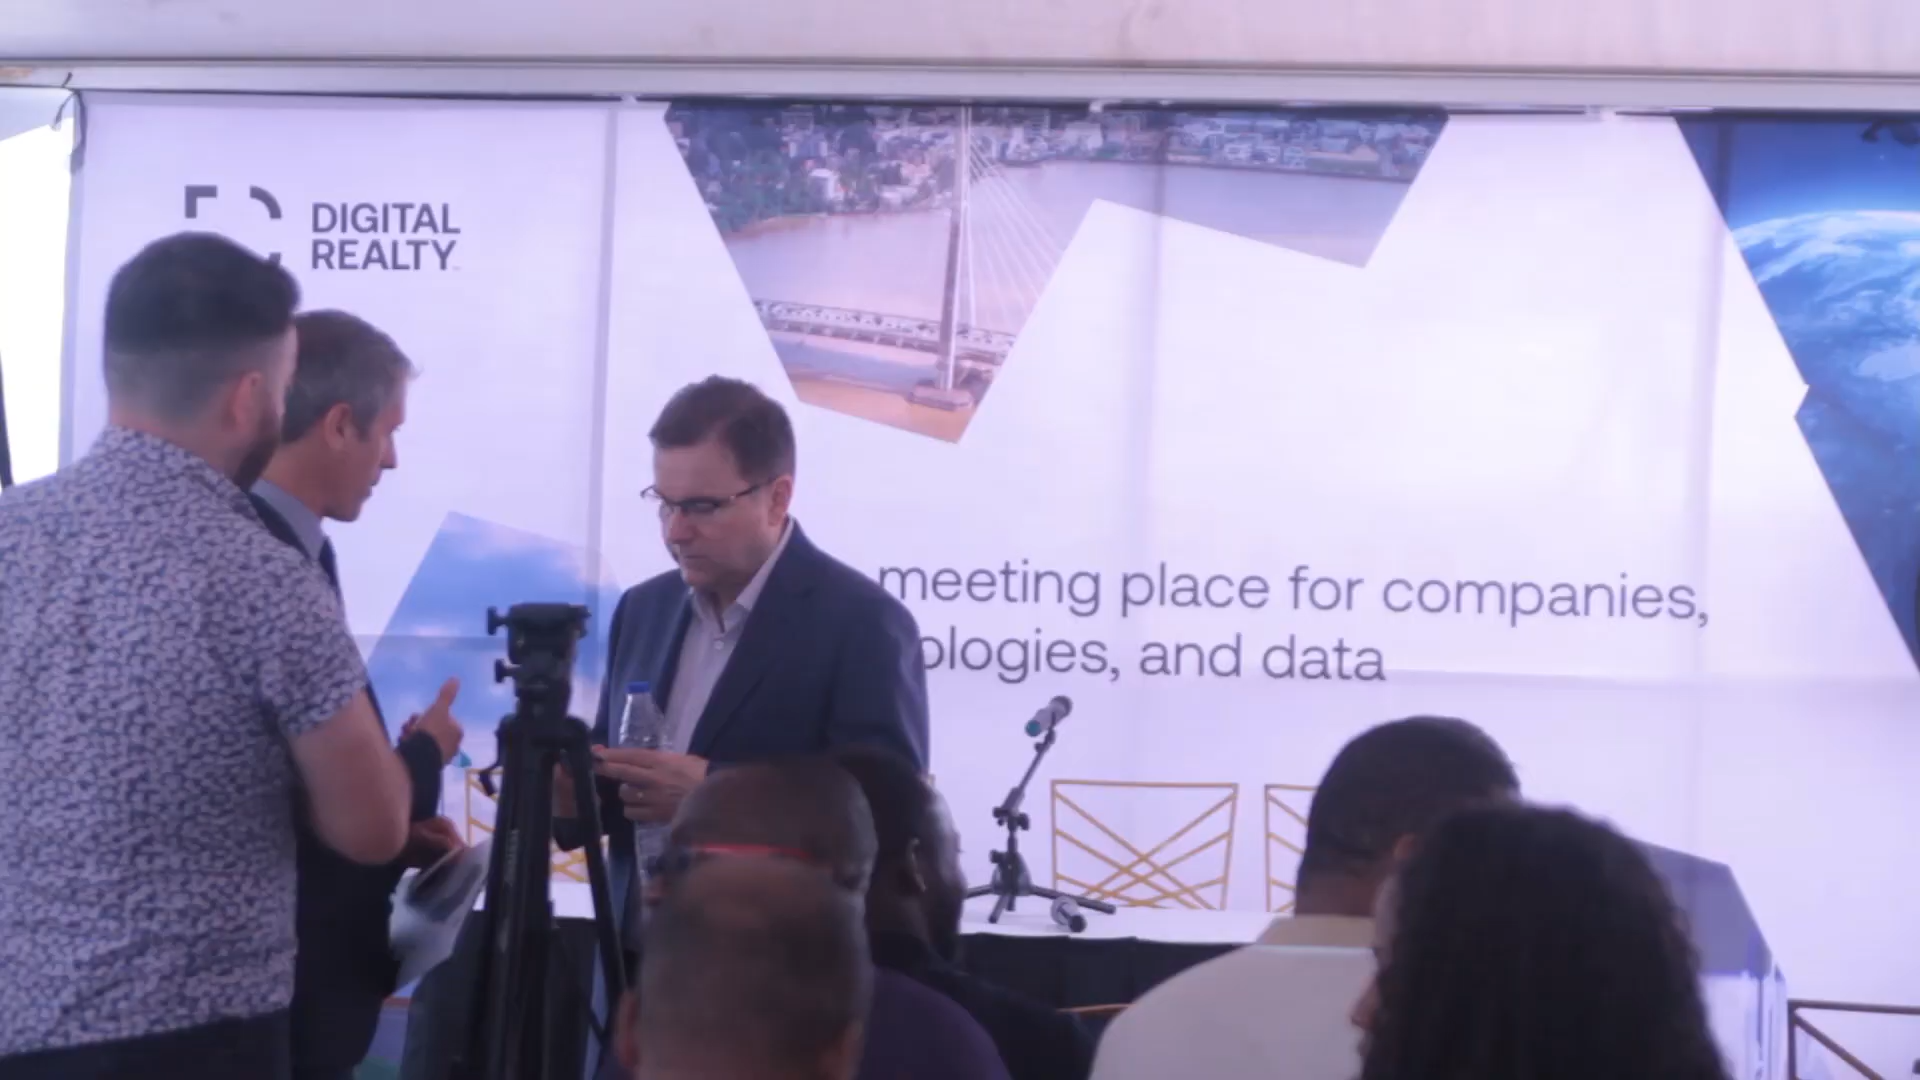 DIGITAL
REALTY
meeting place for companies,
ologies, and data